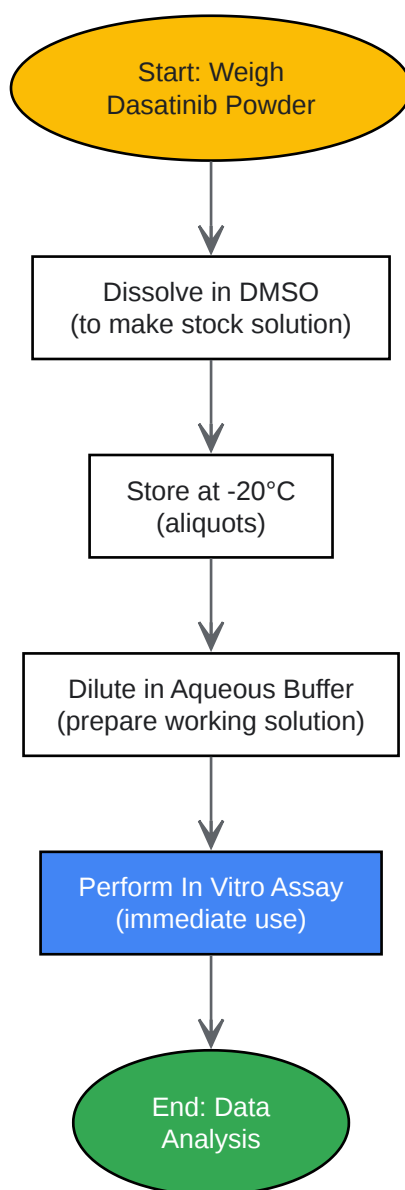 Start: Weigh
Dasatinib Powder
Dissolve in DMSO
(to make stock solution)
Store at -20°C
(aliquots)
Dilute in Aqueous Buffer
(prepare working solution)
Perform In Vitro Assay
(immediate use)
End: Data
Analysis